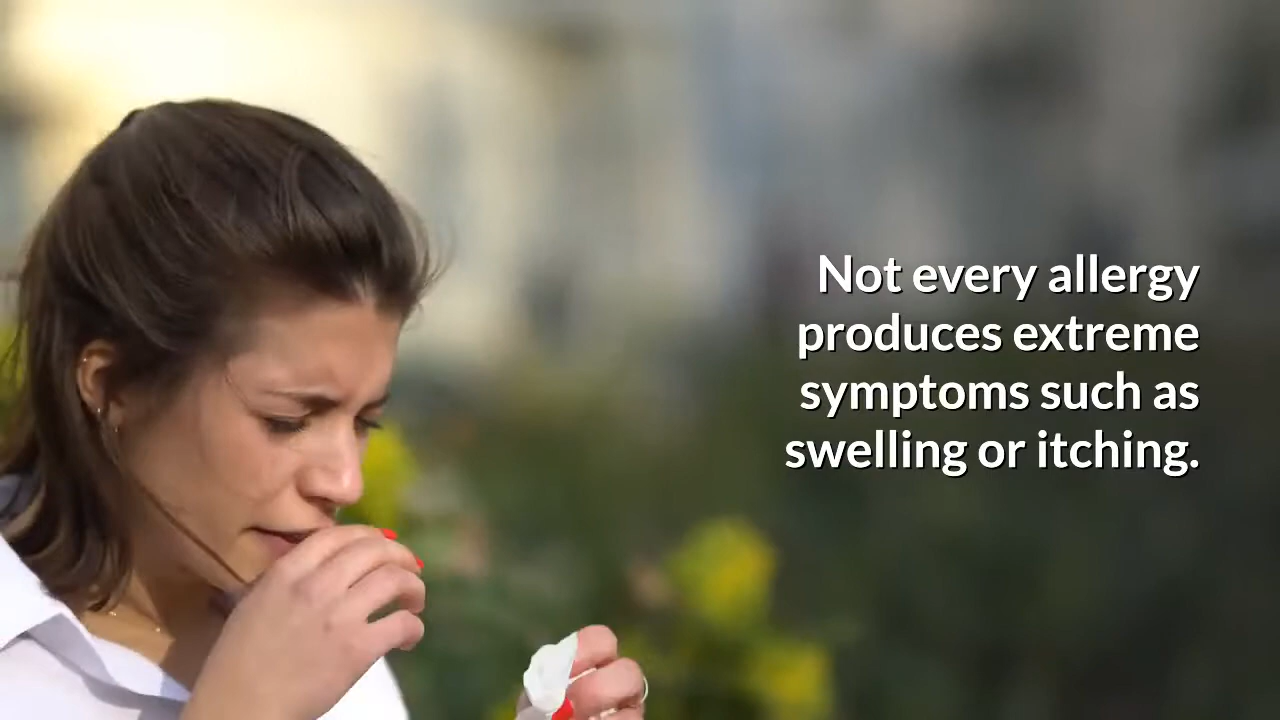 Not every allergy
produces extreme
symptoms such as
swelling or itching.